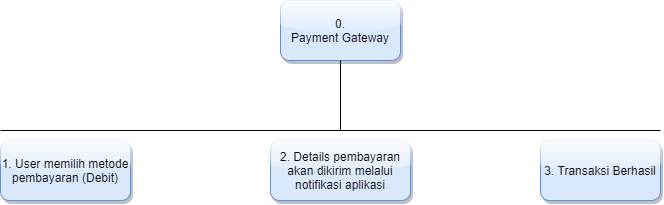 0.
Payment Gateway
1. User memilih metode
pembayaran (Debit)
2. Details pembayaran
akan dikirim melalui
notifikasi aplikasi
3. Transaksi Berhasil